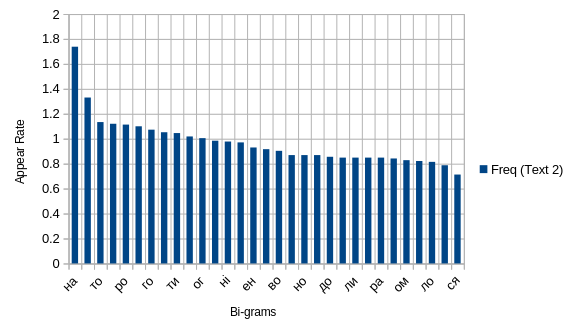 2
1.8
1.6
1.4
1.2
1
0.8
0.6
0.4
0.2
0
Appear Rate
на то ро го ти ог ні ен во но до ли ра ом ло ся
Bi-grams
Freq (Text 2)